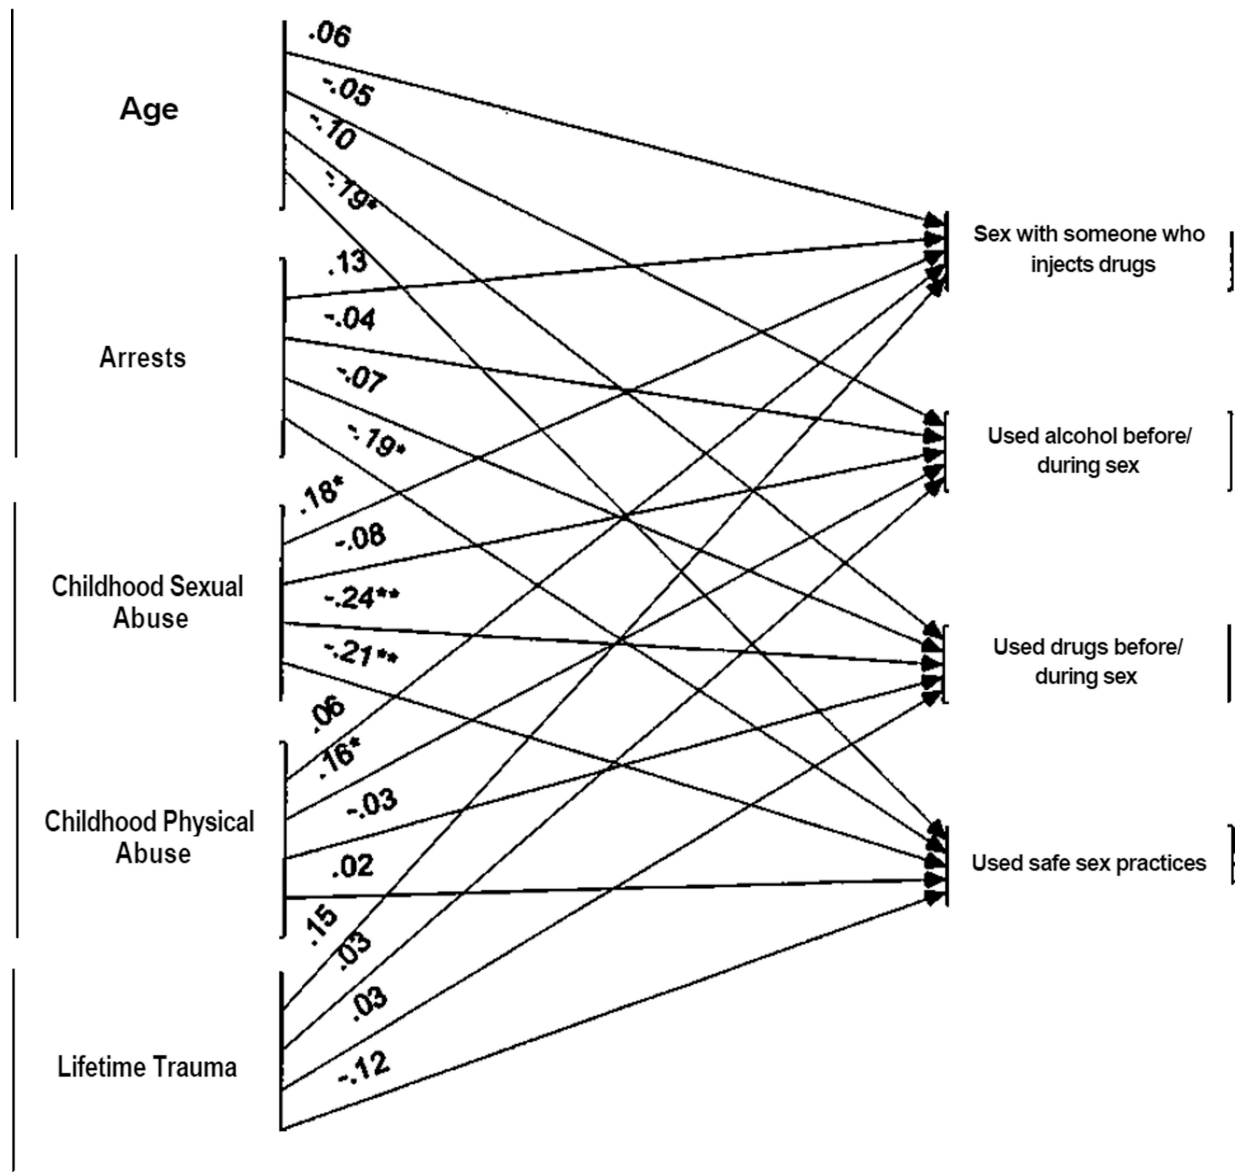 Age
.06
-.05
-.10
-.19*
Arrests
.13
-.04
-.07
-.19*
Childhood Sexual
Abuse
.18*
-.08
-.24**
-.21**
Childhood Physical
Abuse
.06
.16*
-.03
.02
Lifetime Trauma
.15
.03
.03
-.12
Sex with someone who
injects drugs
Used alcohol before/
during sex
Used drugs before/
during sex
Used safe sex practices